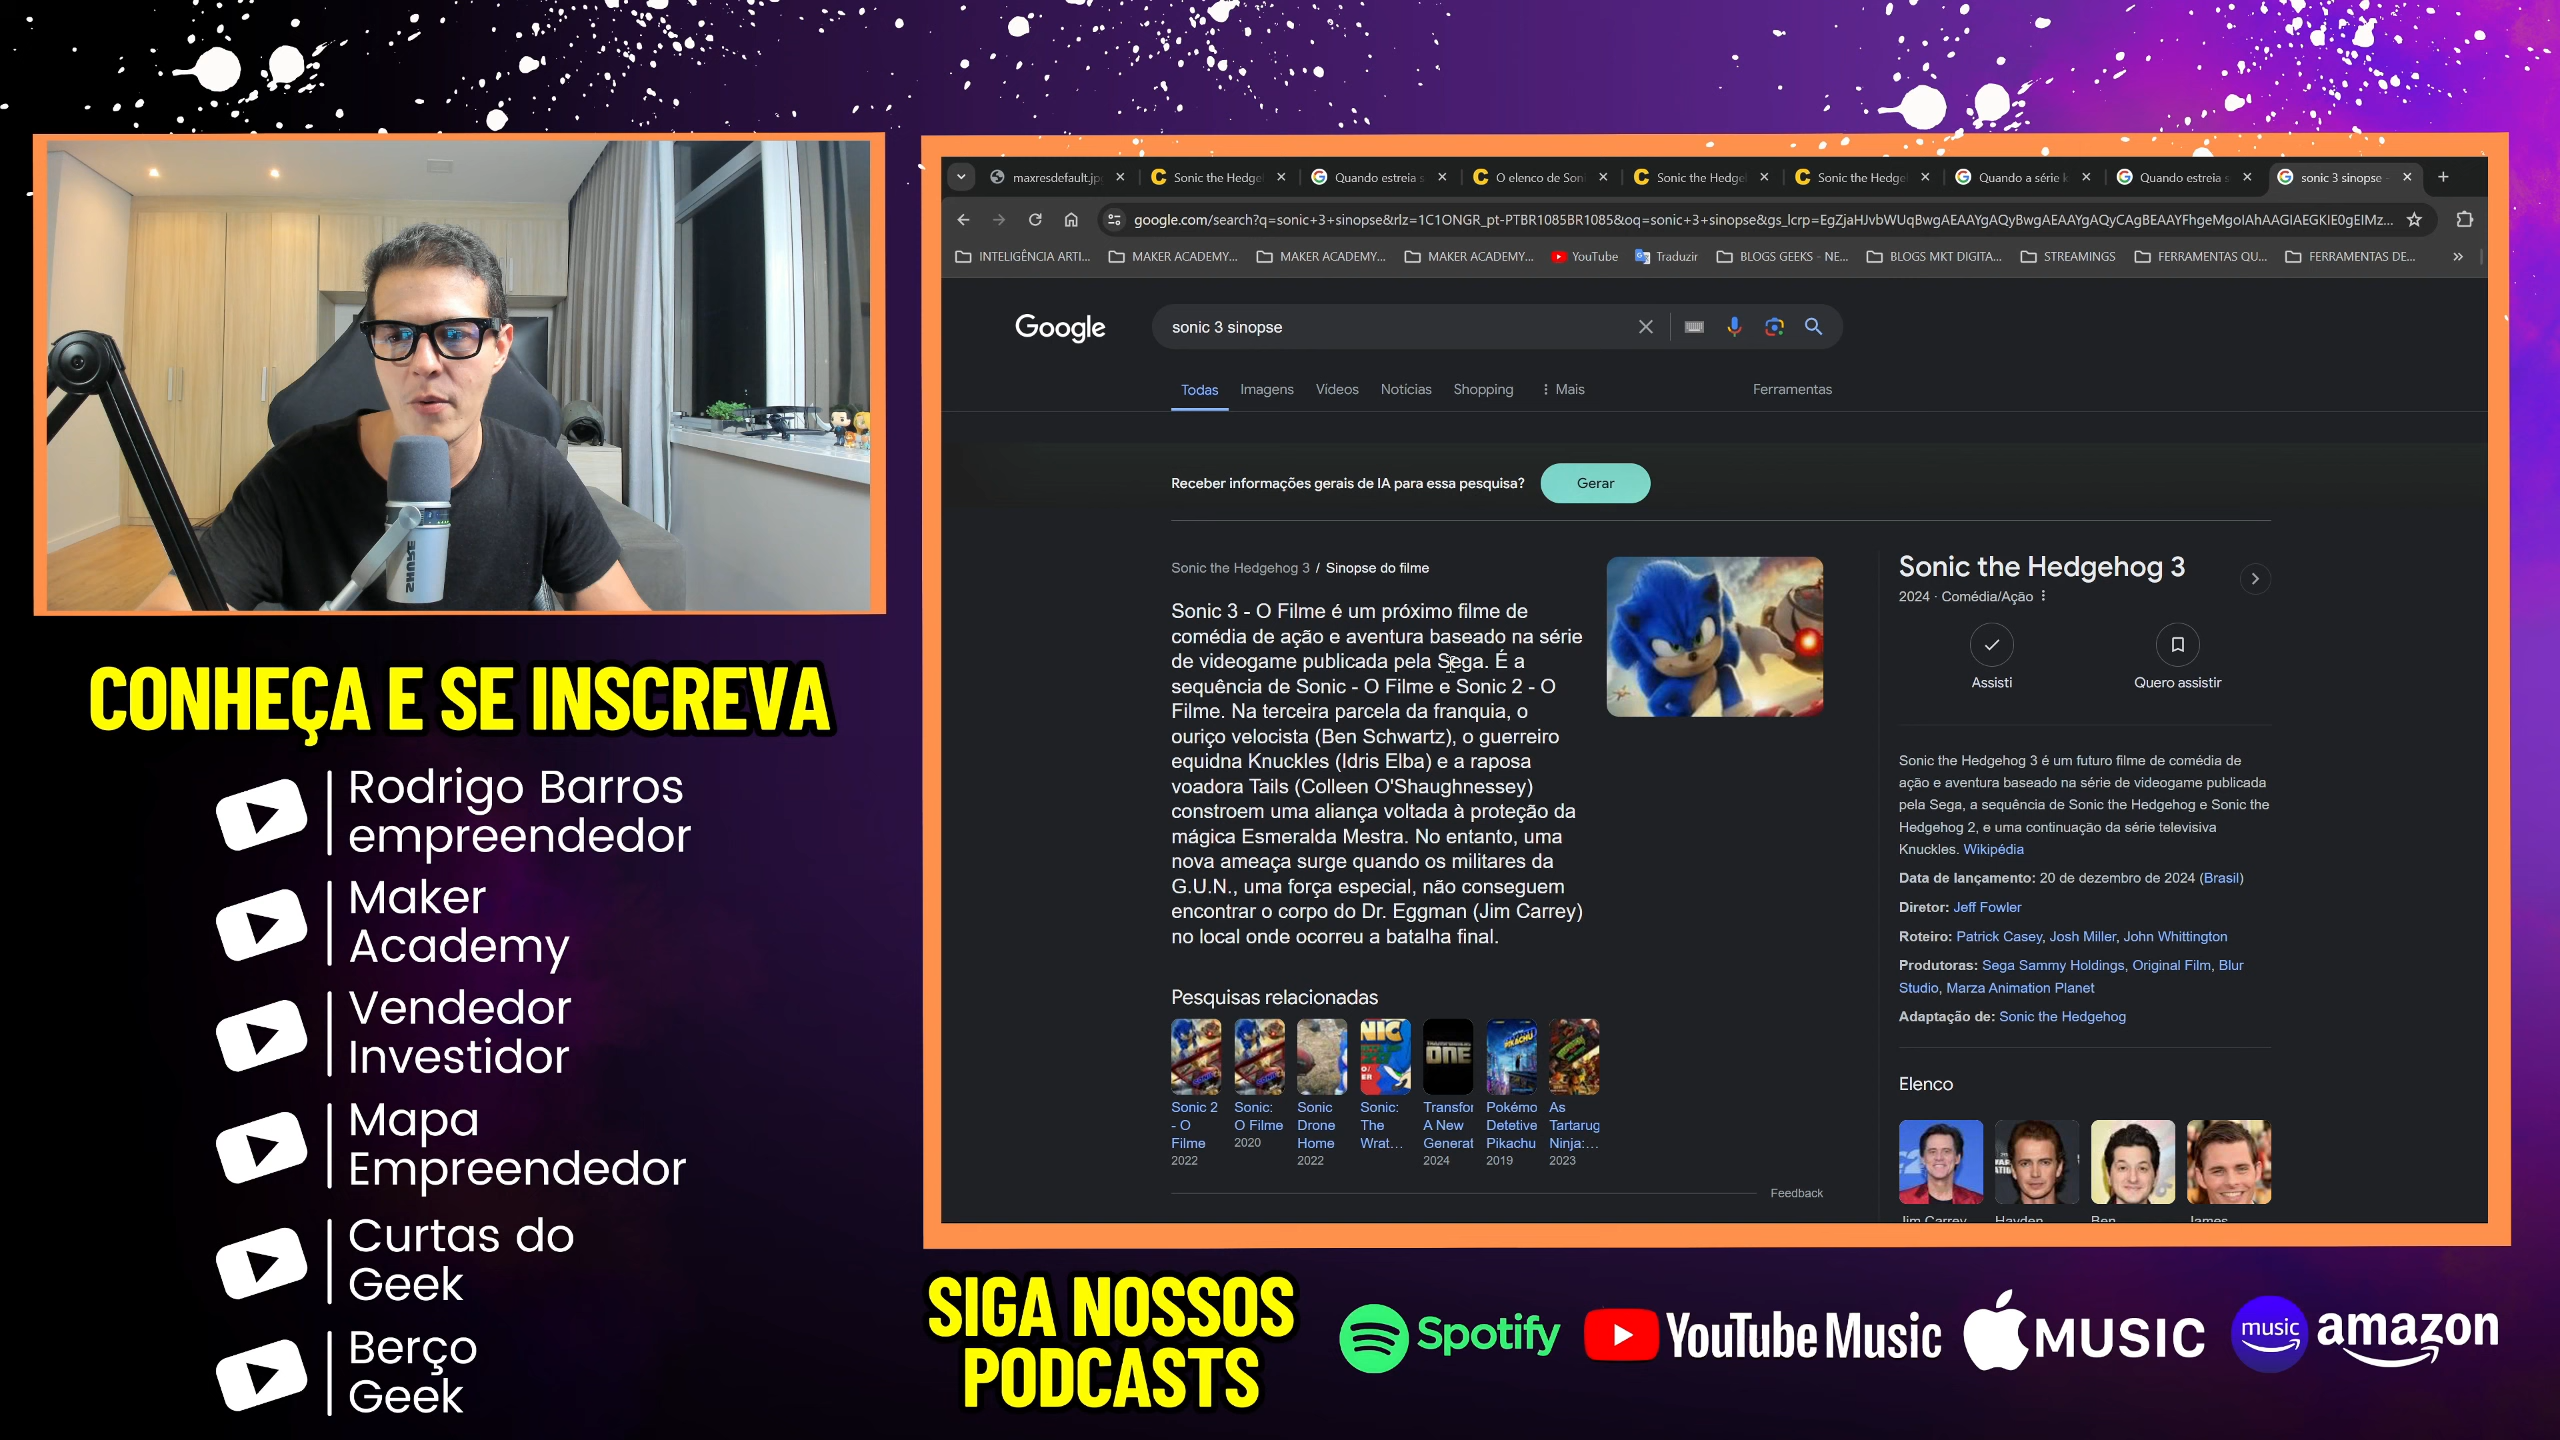 maxresdefault.jp
Sonic the Hedge
Quando estreia s
O elenco de Son
Sonic the Hedge
Sonic the Hedge
Quando a série k
Quando estreia s
sonic 3 sinopse -
google.com/search?q=sonic+3+sinopse&rlz=1C1ONGR_pt-PTBR1085BR1085&oq=sonic+3+sinopse&gs_lcrp=EgZjaHJvbWUqBwgAEAAYgAQyBwgAEAAYgAQyCAgBEAAYFhgeMgoIAhAAGIAEGKIE0gEIMz...
INTELIGÊNCIA ARTI...
MAKER ACADEMY...
MAKER ACADEMY...
MAKER ACADEMY...
YouTube
Traduzir
BLOGS GEEKS - NE...
BLOGS MKT DIGITA...
STREAMINGS
FERRAMENTAS QU...
FERRAMENTAS DE...
Google
sonic 3 sinopse
Todas Imagens Vídeos Notícias Shopping Mais Ferramentas
Receber informações gerais de IA para essa pesquisa? Gerar
Sonic the Hedgehog 3 / Sinopse do filme
Sonic 3 - O Filme é um próximo filme de
comédia de ação e aventura baseado na série
de videogame publicada pela Sega. É a
sequência de Sonic - O Filme e Sonic 2 - O
Filme. Na terceira parcela da franquia, o
ouriço velocista (Ben Schwartz), o guerreiro
equidna Knuckles (Idris Elba) e a raposa
voadora Tails (Colleen O'Shaughnessey)
constroem uma aliança voltada à proteção da
mágica Esmeralda Mestra. No entanto, uma
nova ameaça surge quando os militares da
G.U.N., uma força especial, não conseguem
encontrar o corpo do Dr. Eggman (Jim Carrey)
no local onde ocorreu a batalha final.
Pesquisas relacionadas
Sonic 2
- O
Filme
2022
Sonic:
O Filme
2020
Sonic
Drone
Home
2022
Sonic:
The
Wrat...
Transfor
A New
Generat
2024
Pokémo
Detetive
Pikachu
2019
As
Tartarug
Ninja:...
2023
Feedback
Sonic the Hedgehog 3
2024 · Comédia/Ação
Assisti
Quero assistir
Sonic the Hedgehog 3 é um futuro filme de comédia de
ação e aventura baseado na série de videogame publicada
pela Sega, a sequência de Sonic the Hedgehog e Sonic the
Hedgehog 2, e uma continuação da série televisiva
Knuckles. Wikipédia
Data de lançamento: 20 de dezembro de 2024 (Brasil)
Diretor: Jeff Fowler
Roteiro: Patrick Casey, Josh Miller, John Whittington
Produtoras: Sega Sammy Holdings, Original Film, Blur
Studio, Marza Animation Planet
Adaptação de: Sonic the Hedgehog
Elenco
Jim Carrey
Hayden
Ben
James
SHURE
CONHEÇA E SE INSCREVA
Rodrigo Barros
empreendedor
Maker
Academy
Vendedor
Investidor
Mapa
Empreendedor
Curtas do
Geek
Berço
Geek
SIGA NOSSOS
PODCASTS
Spotify
YouTube Music
MUSIC
music
amazon